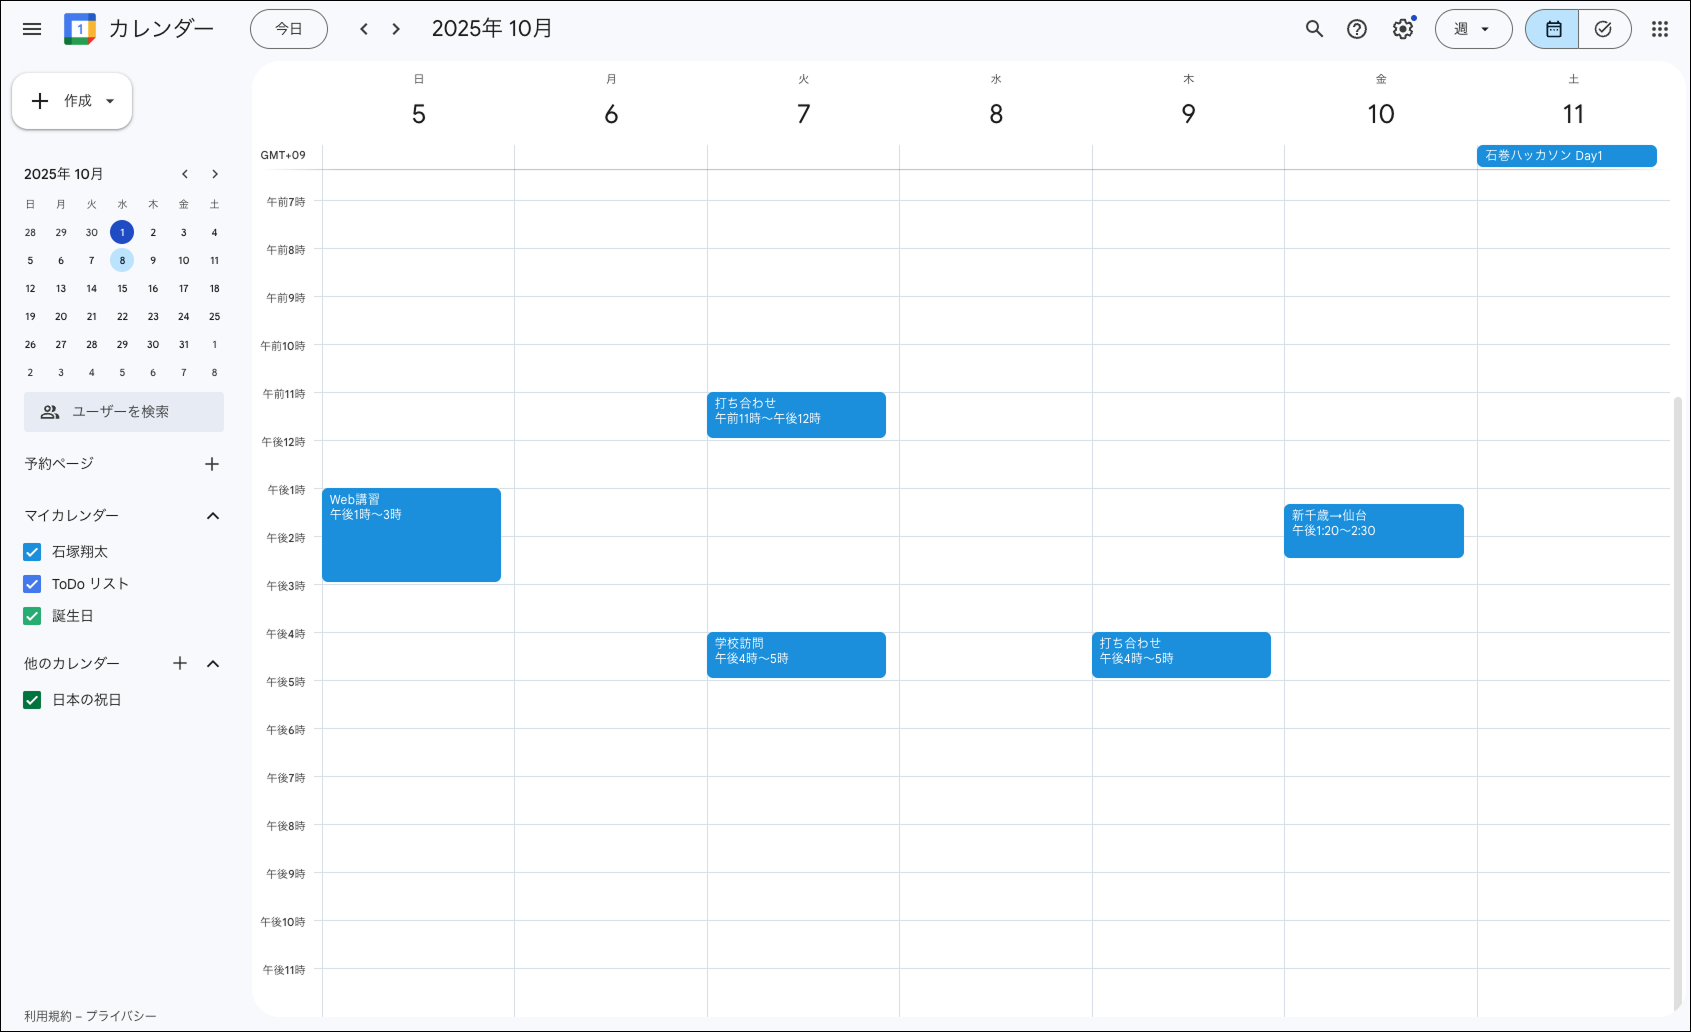 カレンダー
今日
2025年 10月
週
作成
2025年 10月
日 月 火 水 木 金 土
28 29 30 1 2 3 4
5 6 7 8 9 10 11
12 13 14 15 16 17 18
19 20 21 22 23 24 25
26 27 28 29 30 31 1
2 3 4 5 6 7 8
ユーザーを検索
予約ページ
マイカレンダー
石塚翔太
ToDo リスト
誕生日
他のカレンダー
日本の祝日
利用規約 – プライバシー
日 月 火 水 木 金 土
5 6 7 8 9 10 11
GMT+09
石巻ハッカソン Day1
午前7時
午前8時
午前9時
午前10時
午前11時
打ち合わせ
午前11時～午後12時
午後12時
午後1時
Web講習
午後1時～3時
新千歳→仙台
午後1:20～2:30
午後2時
午後3時
午後4時
学校訪問
午後4時～5時
打ち合わせ
午後4時～5時
午後5時
午後6時
午後7時
午後8時
午後9時
午後10時
午後11時